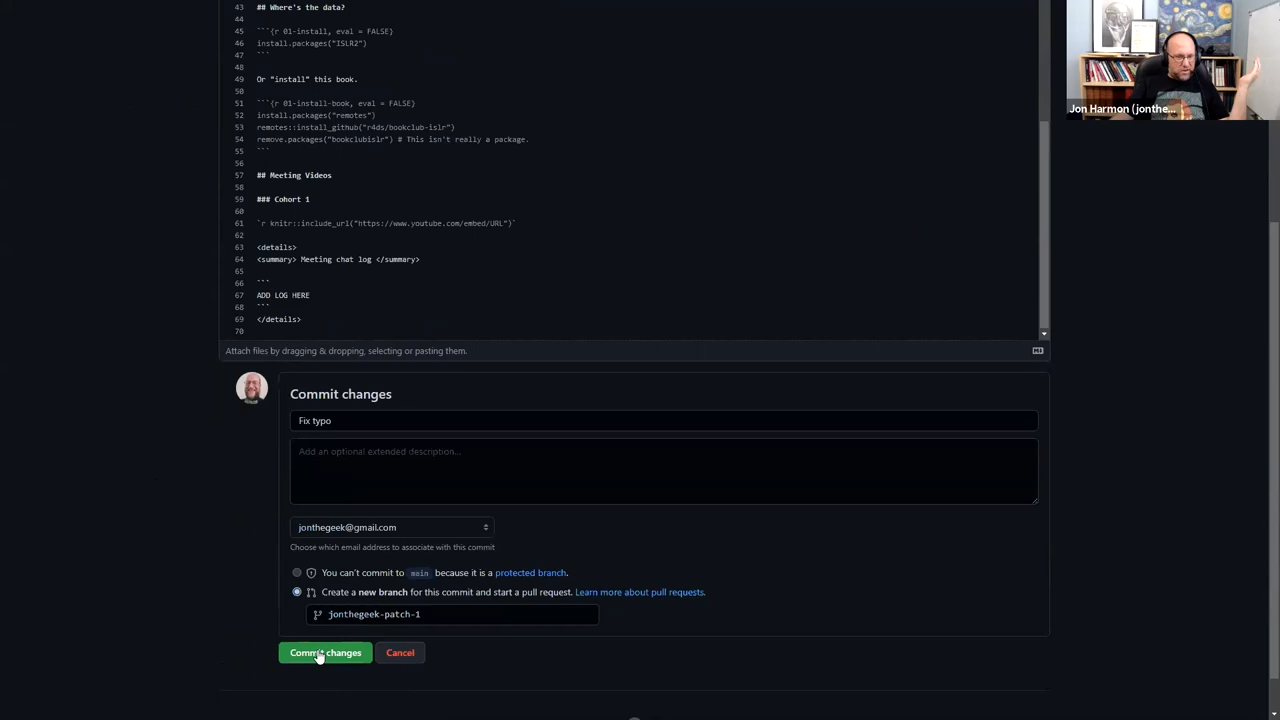 43 ## Where's the data?
44
45 ```{r 01-install, eval = FALSE}
46 install.packages("ISLR2")
47 ```
48
49 Or "install" this book.
50
51 ```{r 01-install-book, eval = FALSE}
52 install.packages("remotes")
53 remotes::install_github("r4ds/bookclub-islr")
54 remove.packages("bookclubislr") # This isn't really a package.
55 ```
56
57 ## Meeting Videos
58
59 ### Cohort 1
60
61 `r knitr::include_url("https://www.youtube.com/embed/URL")`
62
63 <details>
64 <summary> Meeting chat log </summary>
65
66 ```
67 ADD LOG HERE
68 ```
69 </details>
70
Attach files by dragging & dropping, selecting or pasting them.
Jon Harmon (jonthe...
Commit changes
Fix typo
Add an optional extended description...
jonthegeek@gmail.com
Choose which email address to associate with this commit
You can't commit to main because it is a protected branch.
Create a new branch for this commit and start a pull request. Learn more about pull requests.
jonthegeek-patch-1
Commit changes Cancel